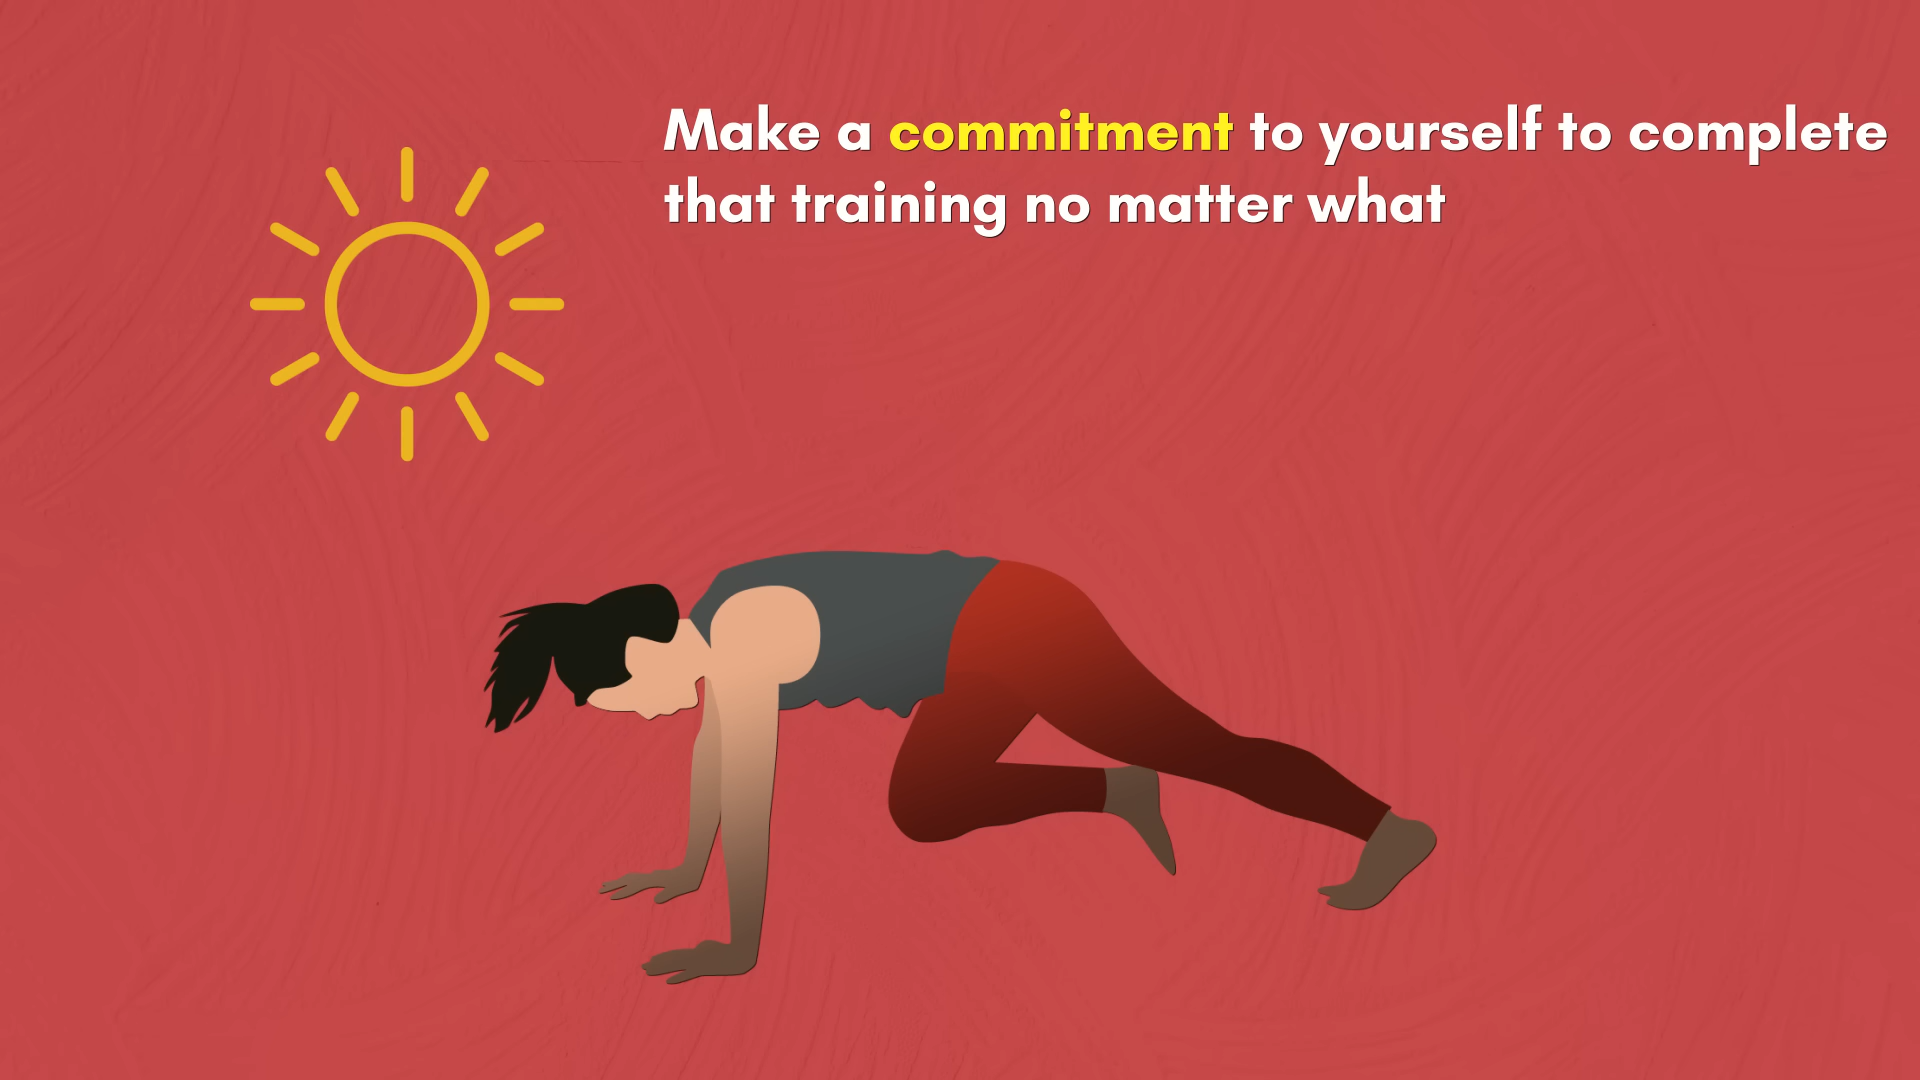 Make a commitment to yourself to complete
that training no matter what